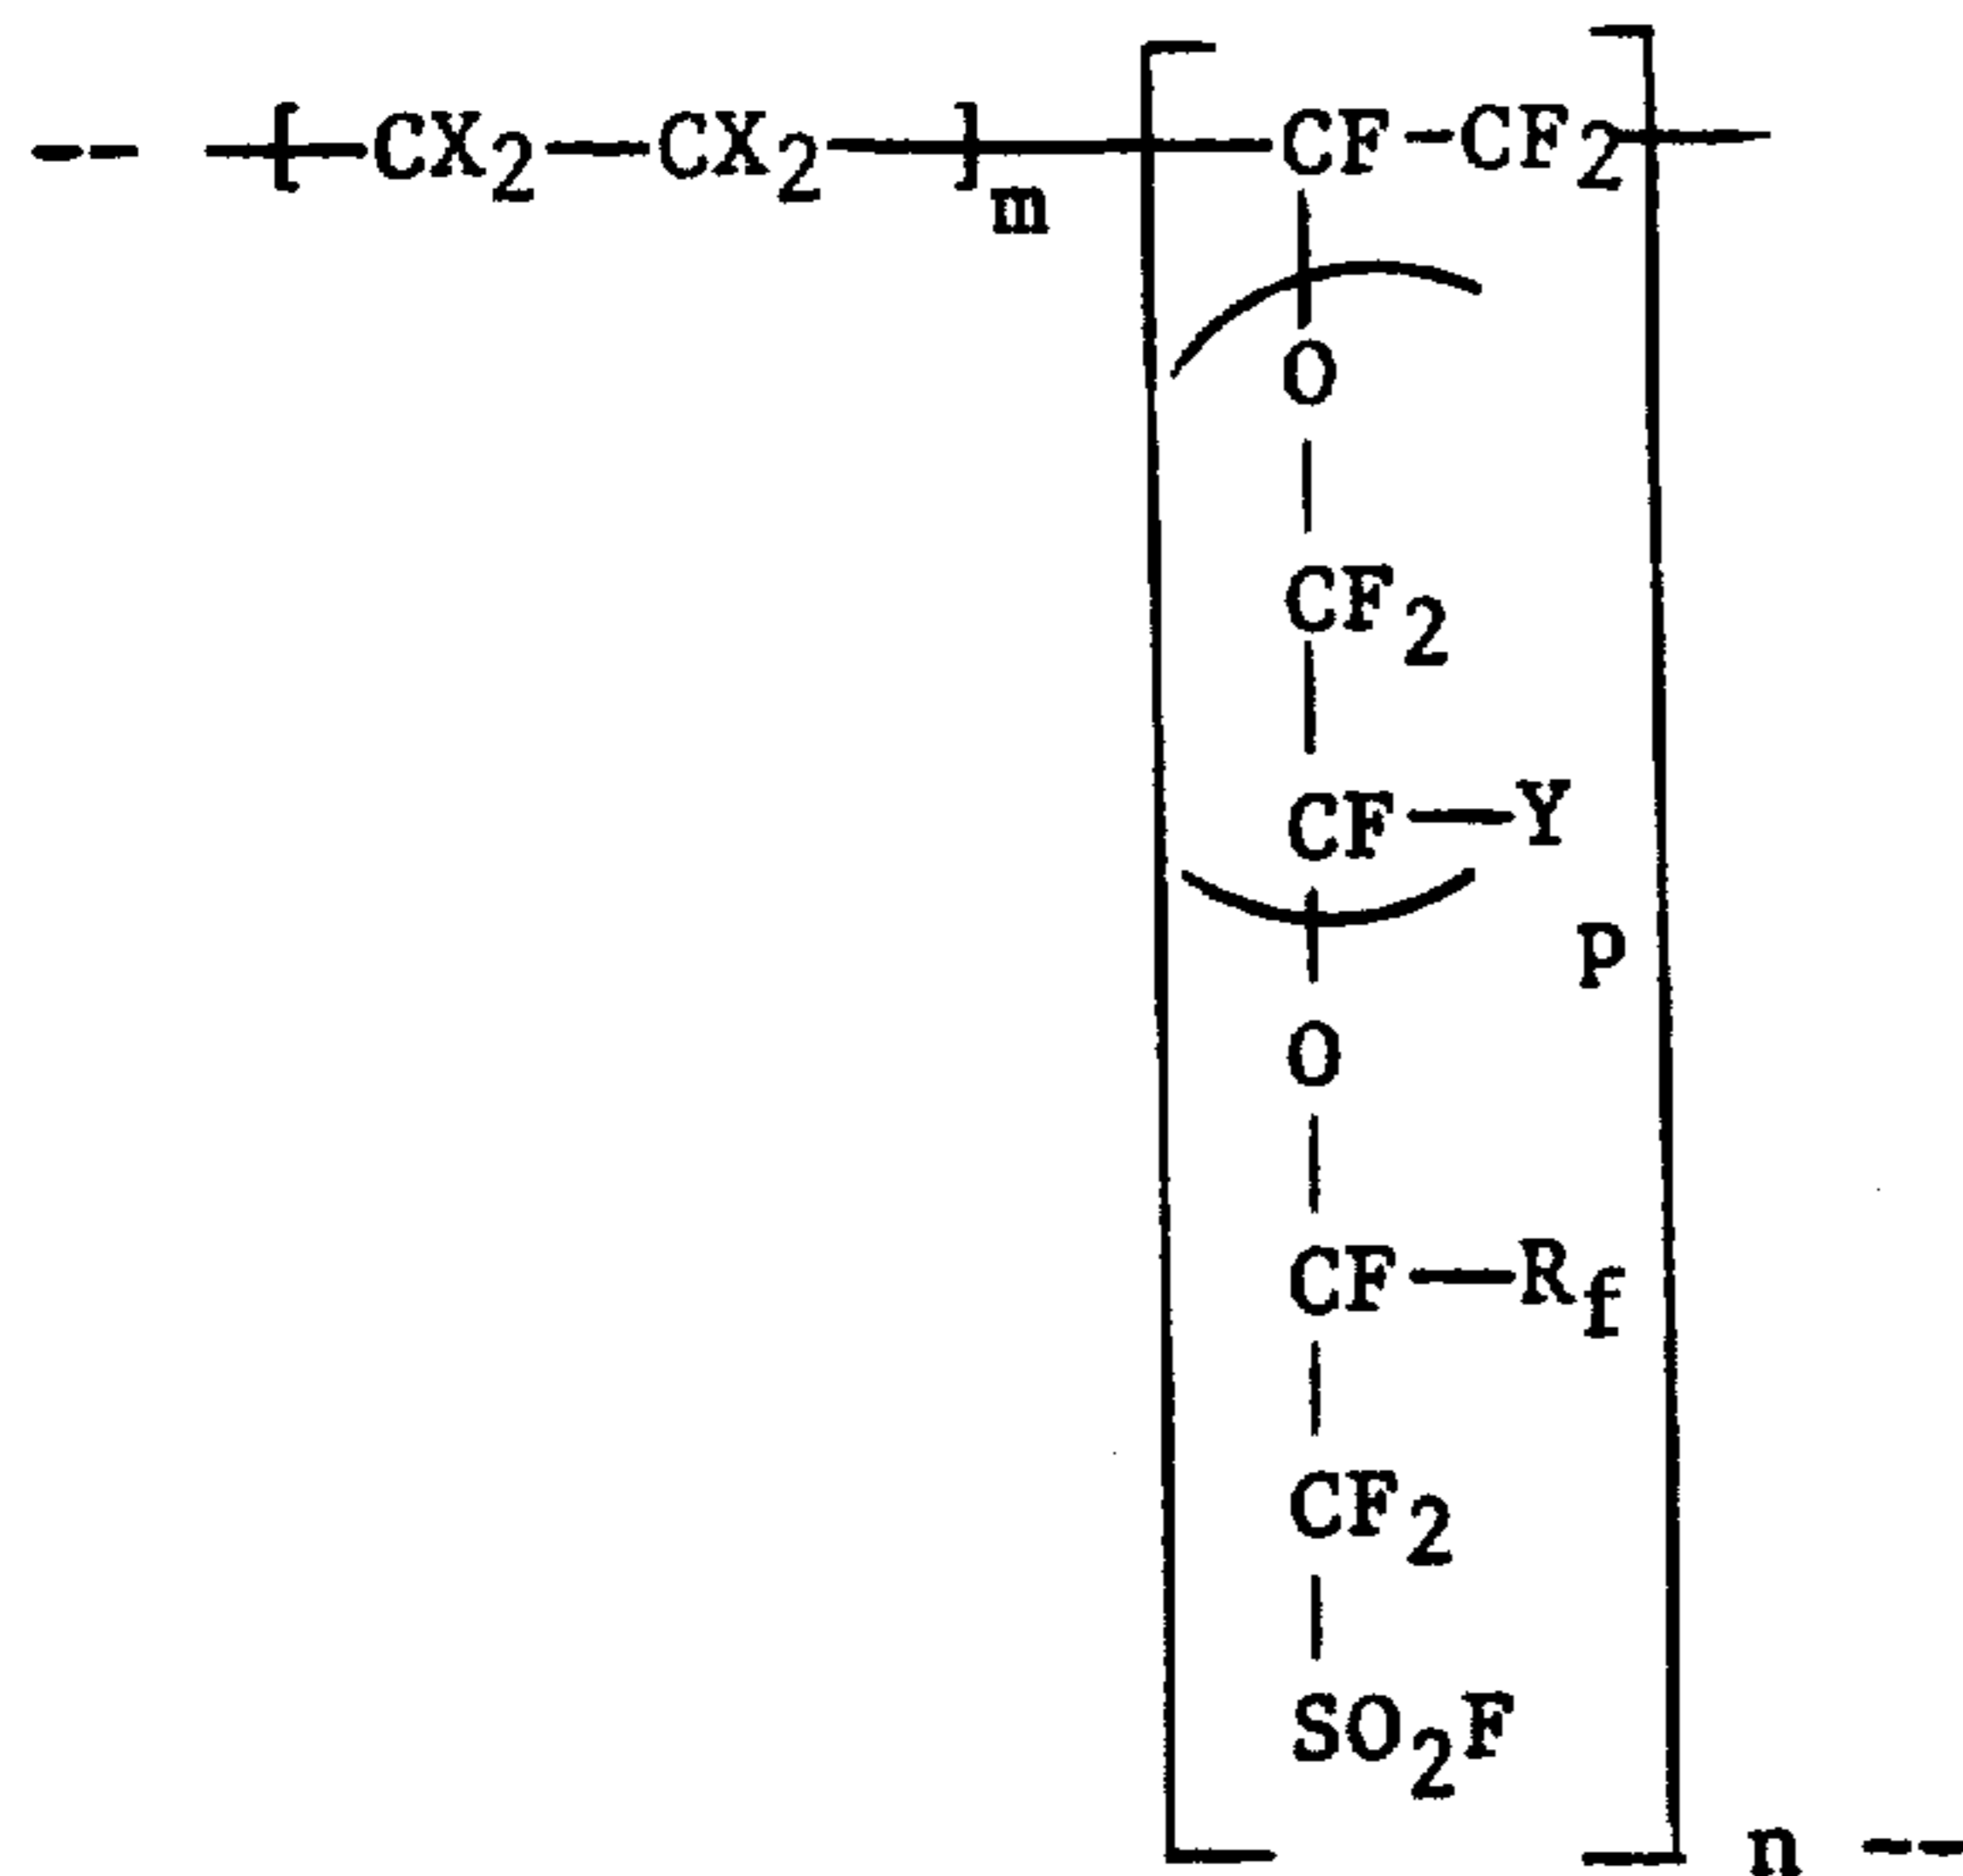 -- [CX2—CX2]m [CF-CF2
O
CF2
CF—Y
p
O
CF—Rf
CF2
SO2F
]n --